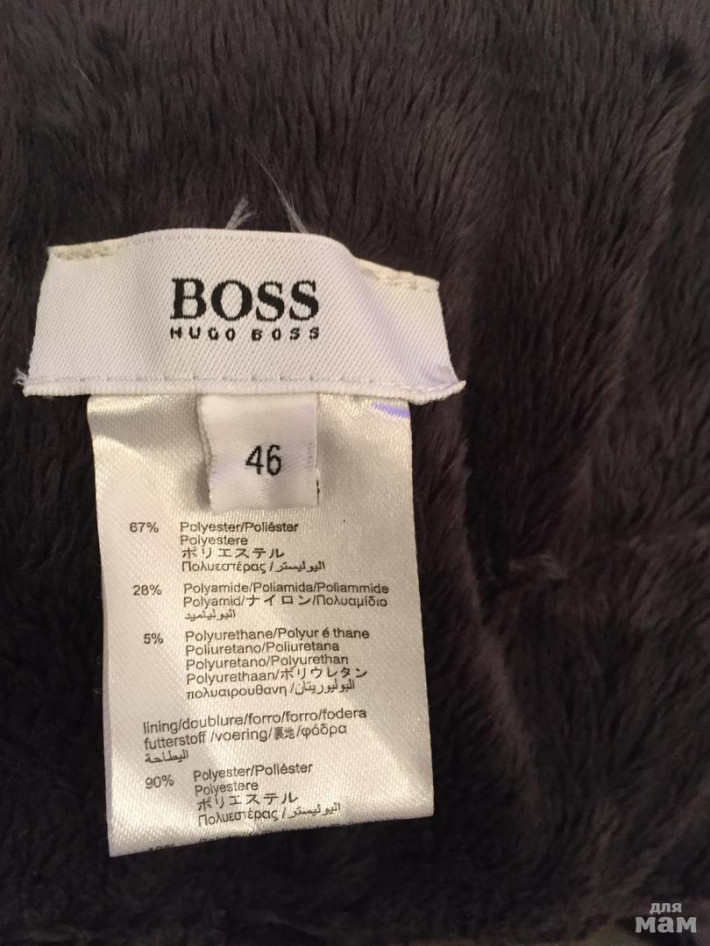 BOSS
HUGO BOSS
46
67% Polyester/Poliéster
Polyestere
ポリエステル
Πολυεστέρας / البوليستر
28% Polyamide/Poliamida/Poliammide
Polyamid/ナイロン/Πολυαμίδιο
البولياميد
5% Polyurethane/Polyur é thane
Poliuretano/Poliuretana
Polyuretano/Polyurethan
Polyurethaan/ポリウレタン
πολυαιρουθανη /البوليوريتان
lining/doublure/forro/forro/fodera
futterstoff /voering/裏地/φόδρα
البطاحة
90% Polyester/Poliéster
Polyestere
ポリエステル
Πολυεστέρας / البوليستر
для
мам